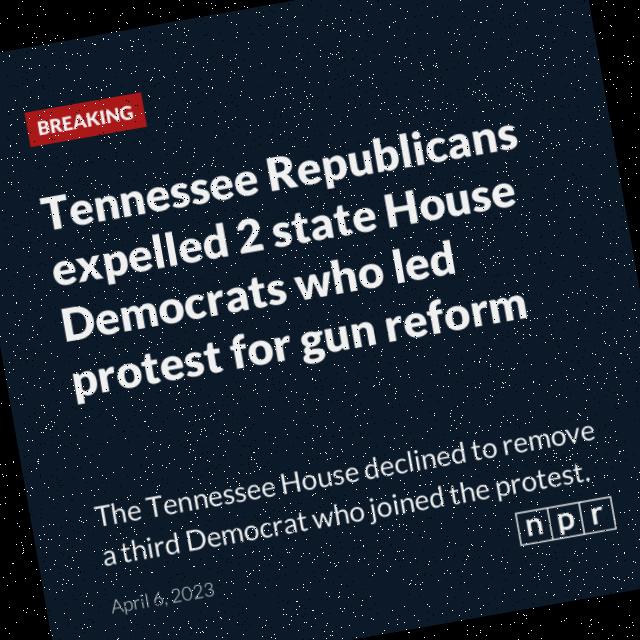 BREAKING
Tennessee Republicans
expelled 2 state House
Democrats who led
protest for gun reform
The Tennessee House declined to remove
a third Democrat who joined the protest.
npr
April 6, 2023